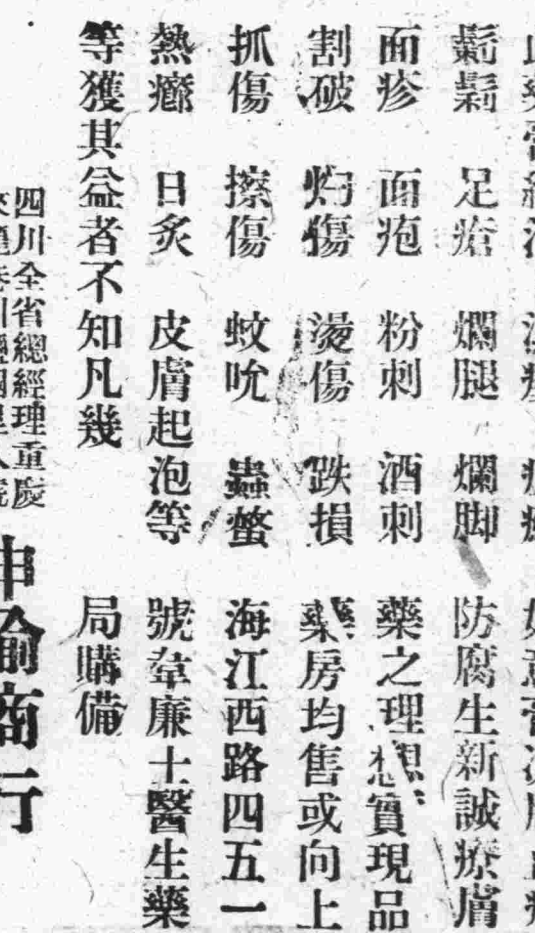 足瘡 爛腿 爛脚
面疹 面疱 粉刺 酒刺
割破 灼傷 燙傷 跌損
抓傷 擦傷 蚊吮 蟲螫
熱癤 日炙 皮膚起泡等
等獲其益者不知凡幾
防腐生新誠療膚
藥之理想實現品
藥房均售或向上
海江西路四五一
號韋廉士醫生藥
局購備
四川全省總經理重慶
申渝商行